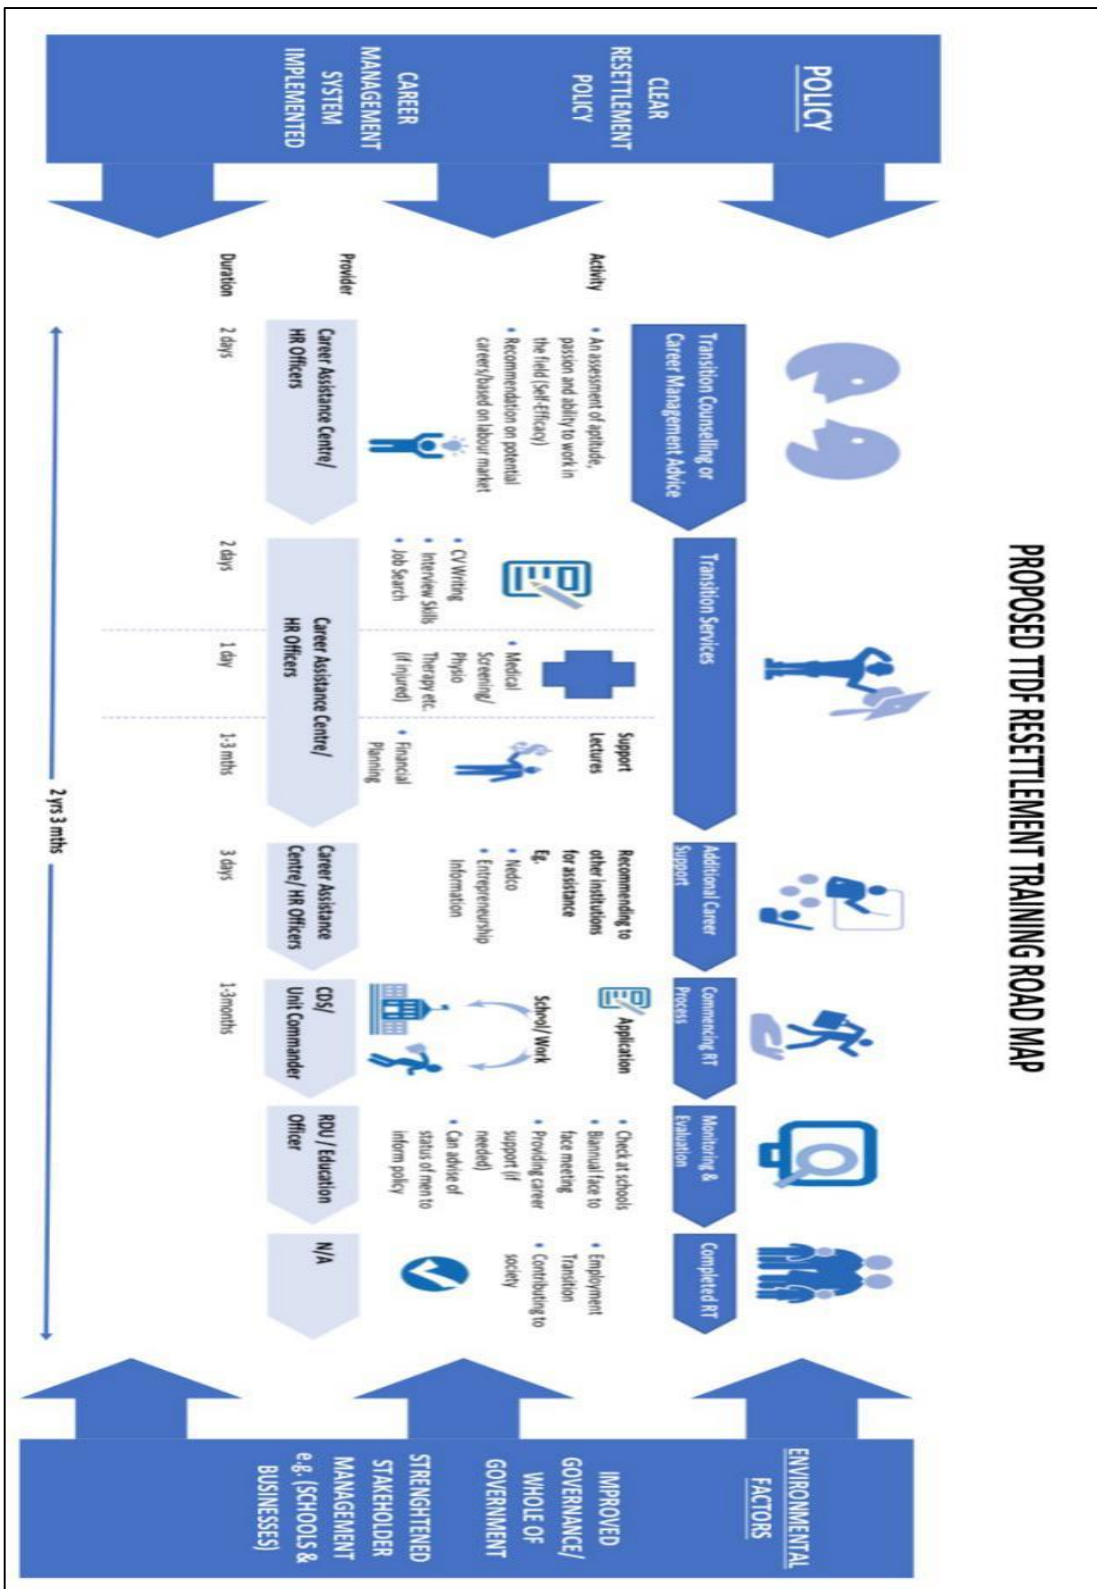 PROPOSED TTDF RESETTLEMENT TRAINING ROAD MAP
POLICY
CLEAR
RESETTLEMENT
POLICY
CAREER
MANAGEMENT
SYSTEM
IMPLEMENTED
Activity
Provider
Duration
Transition Counselling or
Career Management Advice
• An assessment of aptitude,
passion and ability to work in
the field (Self-Efficacy)
• Recommendation on potential
careers/based on labour market
Career Assistance Centre/
HR Officers
2 days
Transition Services
• CV Writing
• Interview Skills
• Job Search
2 days
• Medical
Screening/
Physio
Therapy etc.
(if injured)
1 day
Support
Lectures
• Financial
Planning
1-3 mths
Career Assistance Centre/
HR Officers
Additional Career
Support
Recommending to
other institutions
for assistance
Eg.
• Nedco
• Entrepreneurship
Information
Career Assistance
Centre/ HR Officers
3 days
Commencing RT
Process
Application
School/ Work
CDS/
Unit Commander
1-3months
Monitoring &
Evaluation
• Check at schools
• Biannual face to
face meeting
• Providing career
support (if
needed)
• Can advise of
status of men to
inform policy
RDU / Education
Officer
Completed RT
• Employment
Transition
• Contributing to
society
N/A
2 yrs 3 mths
ENVIRONMENTAL
FACTORS
IMPROVED
GOVERNANCE/
WHOLE OF
GOVERNMENT
STRENGHTENED
STAKEHOLDER
MANAGEMENT
e.g. (SCHOOLS &
BUSINESSES)